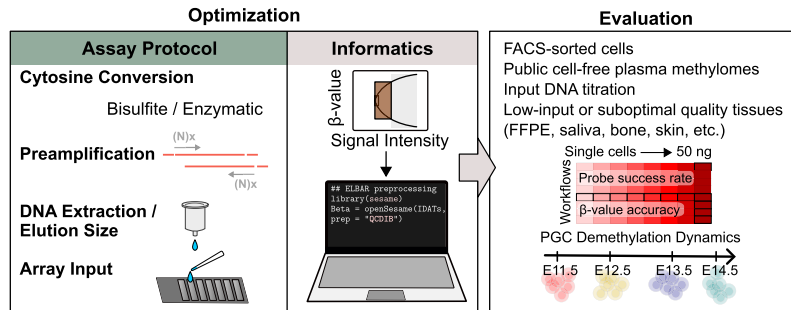 Optimization
Evaluation
Assay Protocol
Informatics
Cytosine Conversion
Bisulfite / Enzymatic
Preamplification
(N)x
(N)x
DNA Extraction /
Elution Size
Array Input
β-value
Signal Intensity
## ELBAR preprocessing
library(sesame)
Beta = openSesame(IDATs,
prep = "QCDIB")
FACS-sorted cells
Public cell-free plasma methylomes
Input DNA titration
Low-input or suboptimal quality tissues
(FFPE, saliva, bone, skin, etc.)
Single cells 50 ng
Workflows
Probe success rate
β-value accuracy
PGC Demethylation Dynamics
E11.5 E12.5 E13.5 E14.5